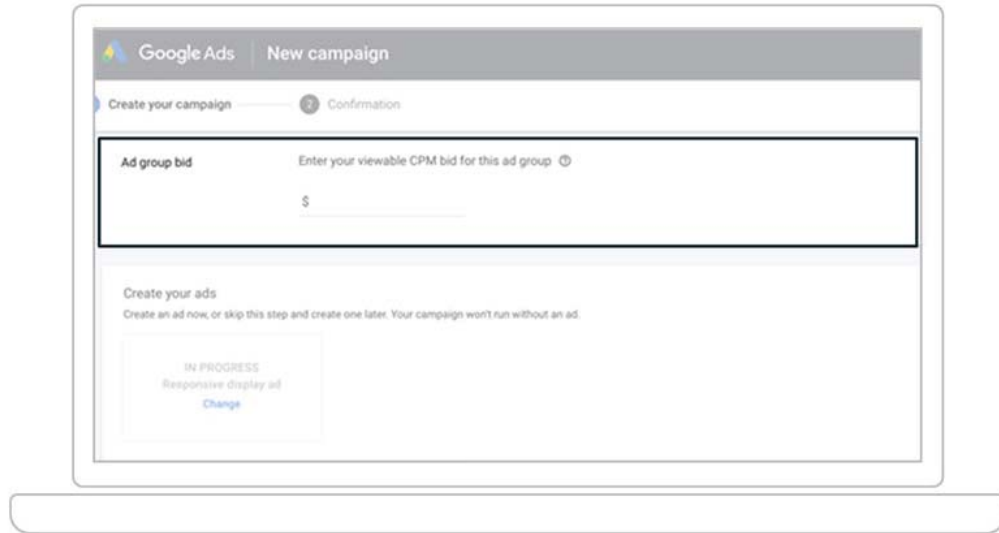 Google Ads New campaign
Create your campaign 2 Confirmation
Ad group bid Enter your viewable CPM bid for this ad group ?
$
Create your ads
Create an ad now, or skip this step and create one later. Your campaign won't run without an ad.
IN PROGRESS
Responsive display ad
Change